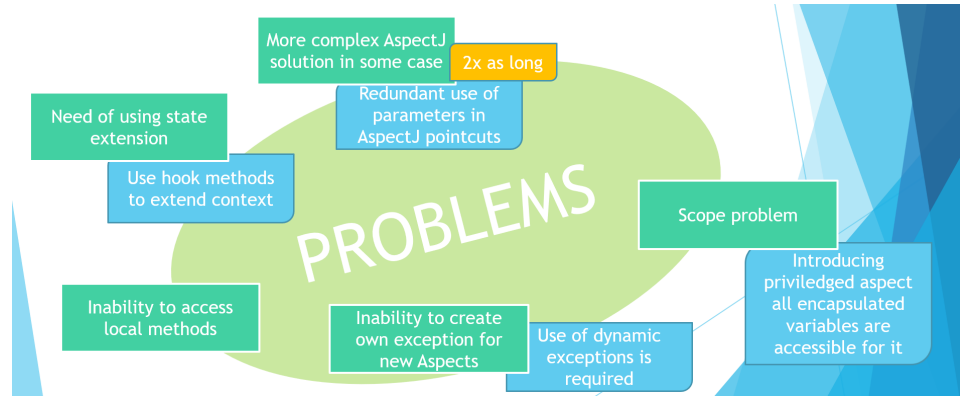 More complex AspectJ
solution in some case
2x as long
Redundant use of
parameters in
AspectJ pointcuts
Need of using state
extension
Use hook methods
to extend context
PROBLEMS
Scope problem
Introducing
priviledged aspect
all encapsulated
variables are
accessible for it
Inability to access
local methods
Inability to create
own exception for
new Aspects
Use of dynamic
exceptions is
required